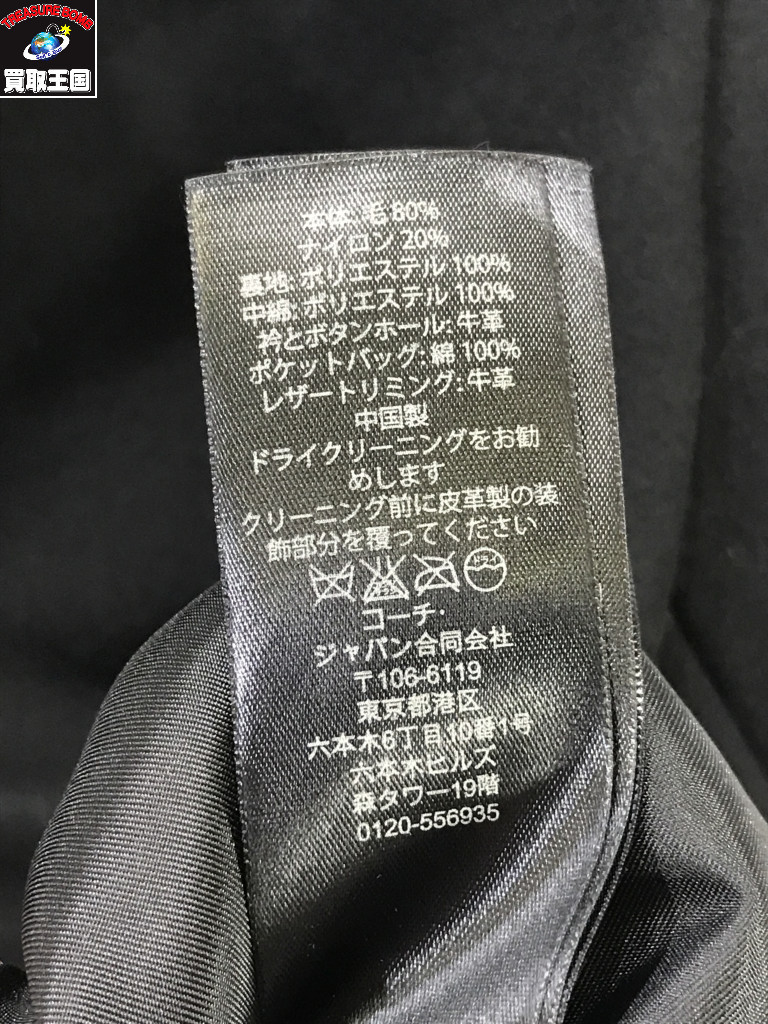 TREASURE BOMB
買取王国
本体: 毛 80%
ナイロン 20%
裏地: ポリエステル 100%
中綿: ポリエステル 100%
衿とボタンホール: 牛革
ポケットバッグ: 綿 100%
レザートリミング: 牛革
中国製
ドライクリーニングをお勧
めします
クリーニング前に皮革製の装
飾部分を覆ってください
ドライ
コーチ・
ジャパン合同会社
〒106-6119
東京都港区
六本木6丁目10番1号
六本木ヒルズ
森タワー19階
0120-556935